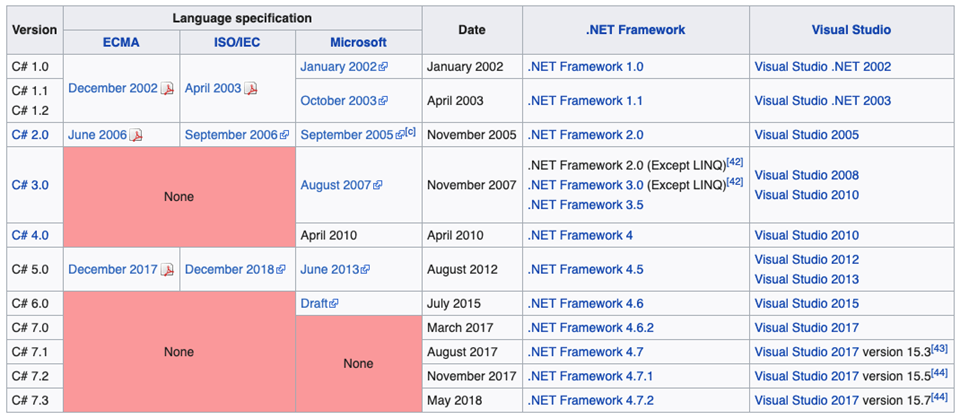 Version Language specification Date .NET Framework Visual Studio
ECMA ISO/IEC Microsoft
C# 1.0 December 2002 April 2003 January 2002 January 2002 .NET Framework 1.0 Visual Studio .NET 2002
C# 1.1
C# 1.2 October 2003 April 2003 .NET Framework 1.1 Visual Studio .NET 2003
C# 2.0 June 2006 September 2006 September 2005[c] November 2005 .NET Framework 2.0 Visual Studio 2005
C# 3.0 None August 2007 November 2007 .NET Framework 2.0 (Except LINQ)[42]
.NET Framework 3.0 (Except LINQ)[42]
.NET Framework 3.5
Visual Studio 2008
Visual Studio 2010
C# 4.0 April 2010 April 2010 .NET Framework 4 Visual Studio 2010
C# 5.0 December 2017 December 2018 June 2013 August 2012 .NET Framework 4.5 Visual Studio 2012
Visual Studio 2013
C# 6.0 None Draft July 2015 .NET Framework 4.6 Visual Studio 2015
C# 7.0 None March 2017 .NET Framework 4.6.2 Visual Studio 2017
C# 7.1 August 2017 .NET Framework 4.7 Visual Studio 2017 version 15.3[43]
C# 7.2 November 2017 .NET Framework 4.7.1 Visual Studio 2017 version 15.5[44]
C# 7.3 May 2018 .NET Framework 4.7.2 Visual Studio 2017 version 15.7[44]